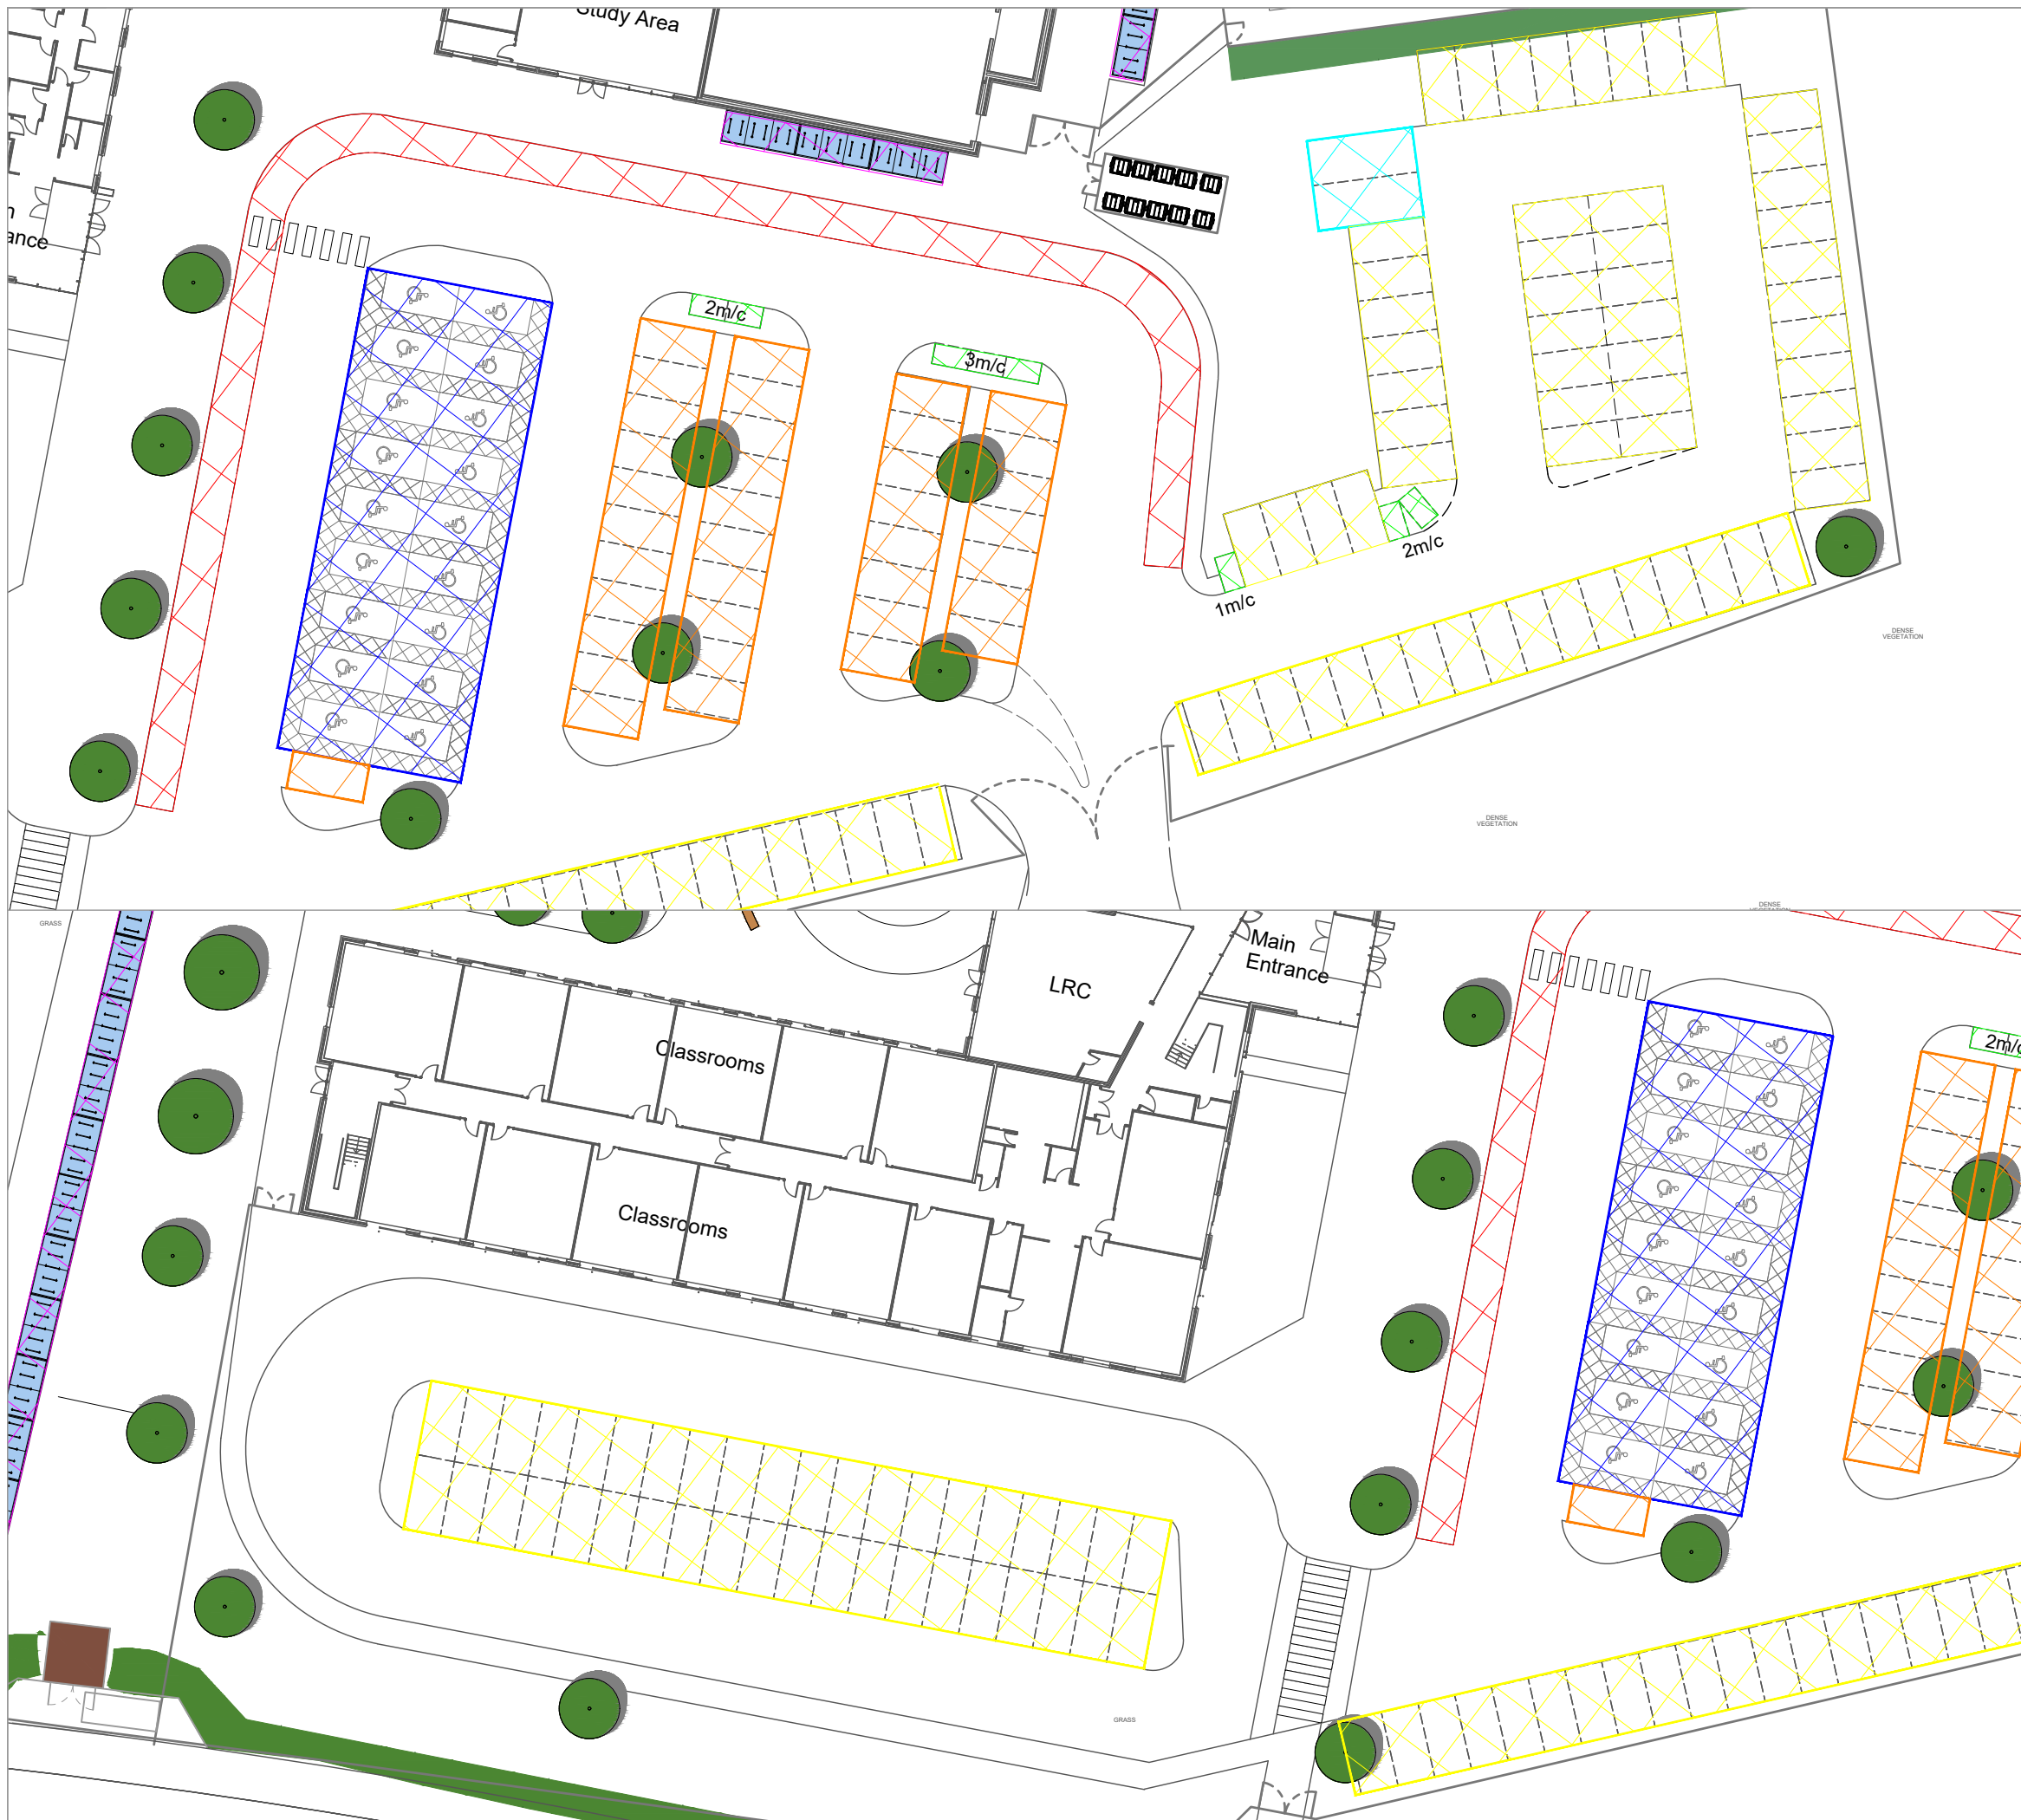 Study Area
ance
2m/c
3m/c
2m/c
1m/c
DENSE
VEGETATION
DENSE
VEGETATION
DENSE
GRASS
Main
Entrance
LRC
Classrooms
2m/c
Classrooms
GRASS